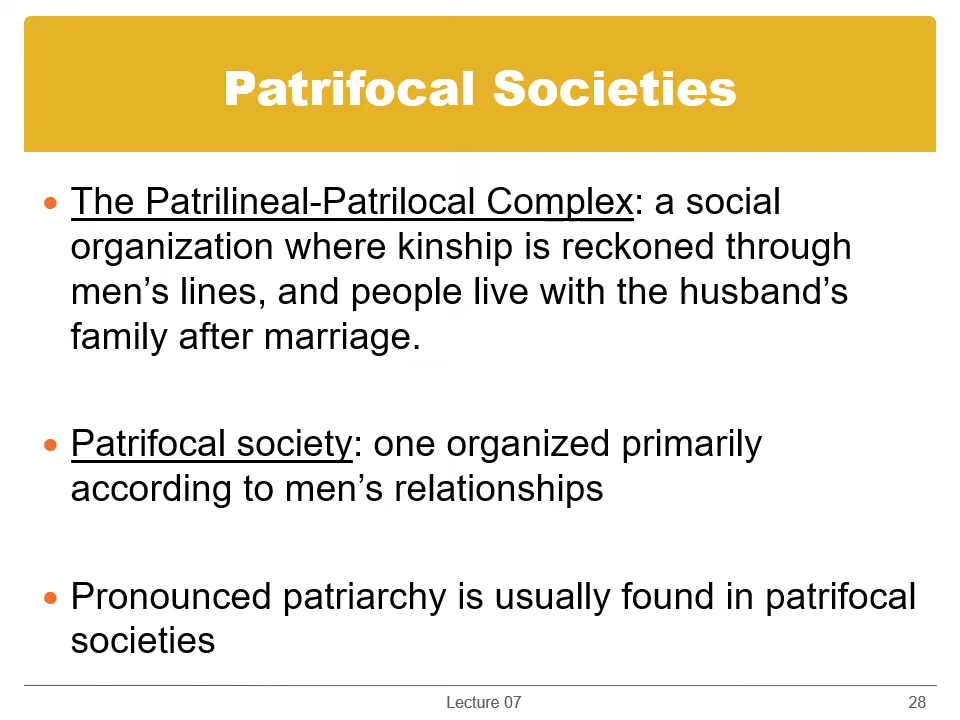 Patrifocal Societies
• The Patrilineal-Patrilocal Complex: a social
organization where kinship is reckoned through
men’s lines, and people live with the husband’s
family after marriage.
• Patrifocal society: one organized primarily
according to men’s relationships
• Pronounced patriarchy is usually found in patrifocal
societies
Lecture 07
28